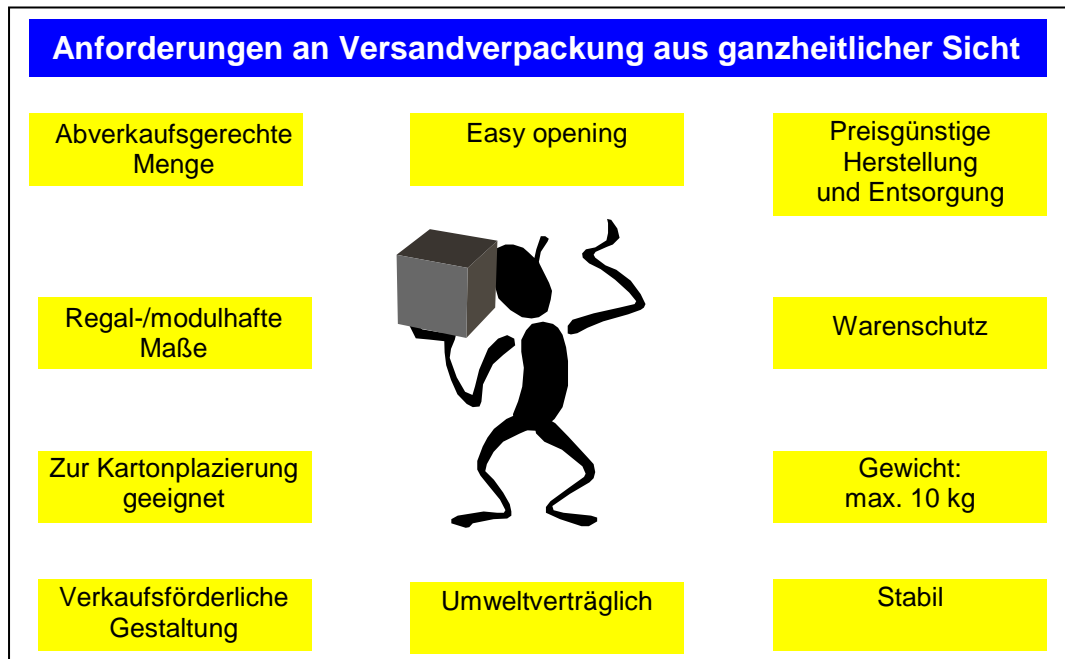 Anforderungen an Versandverpackung aus ganzheitlicher Sicht
Abverkaufsgerechte
Menge
Easy opening
Preisgünstige
Herstellung
und Entsorgung
Regal-/modulhafte
Maße
Warenschutz
Zur Kartonplazierung
geeignet
Gewicht:
max. 10 kg
Verkaufsförderliche
Gestaltung
Umweltverträglich
Stabil